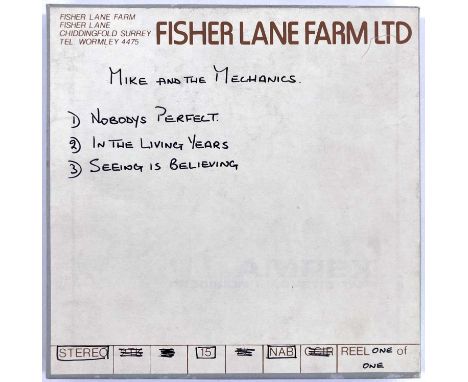 FISHER LANE FARM
FISHER LANE
CHIDDINGFOLD SURREY
TEL WORMLEY 4475
FISHER LANE FARM LTD
MIKE AND THE MECHANICS.
1) NOBODYS PERFECT.
2) IN THE LIVING YEARS
3) SEEING IS BELIEVING
STEREO 15 NAB CCIR REEL ONE of
ONE